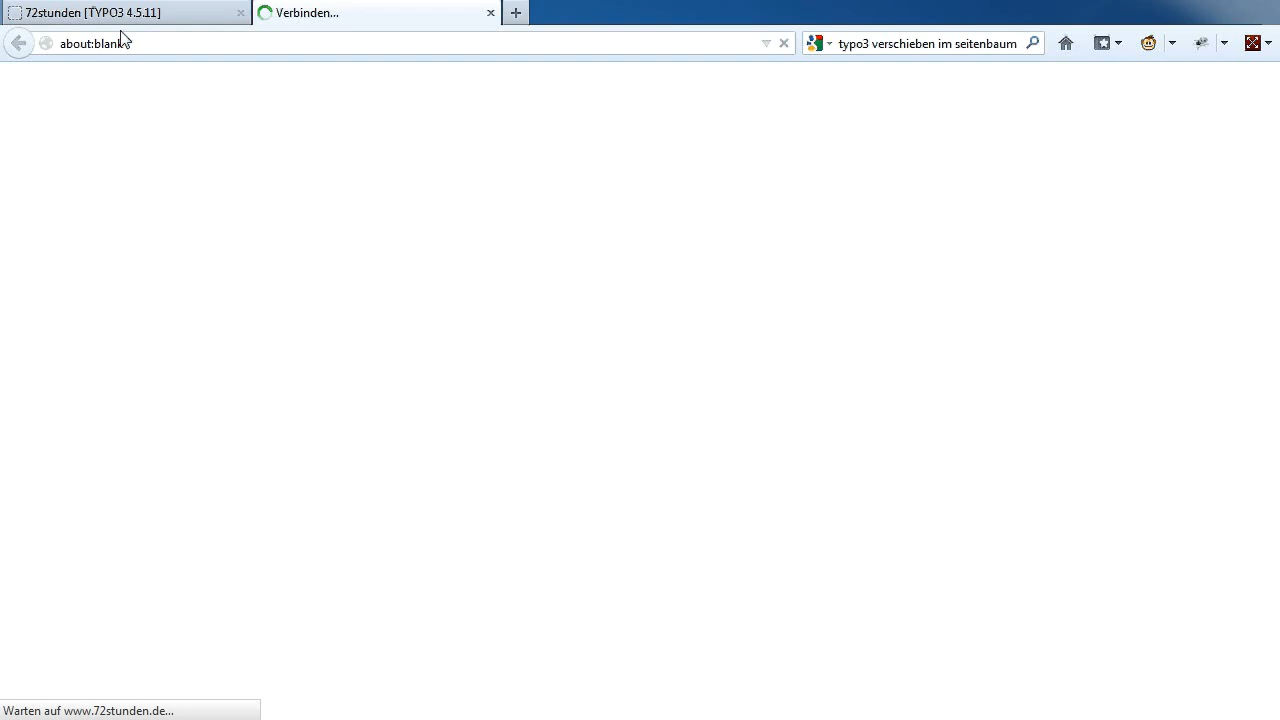 72stunden [TYPO3 4.5.11]
Verbinden...
about:blank
typo3 verschieben im seitenbaum
Warten auf www.72stunden.de...